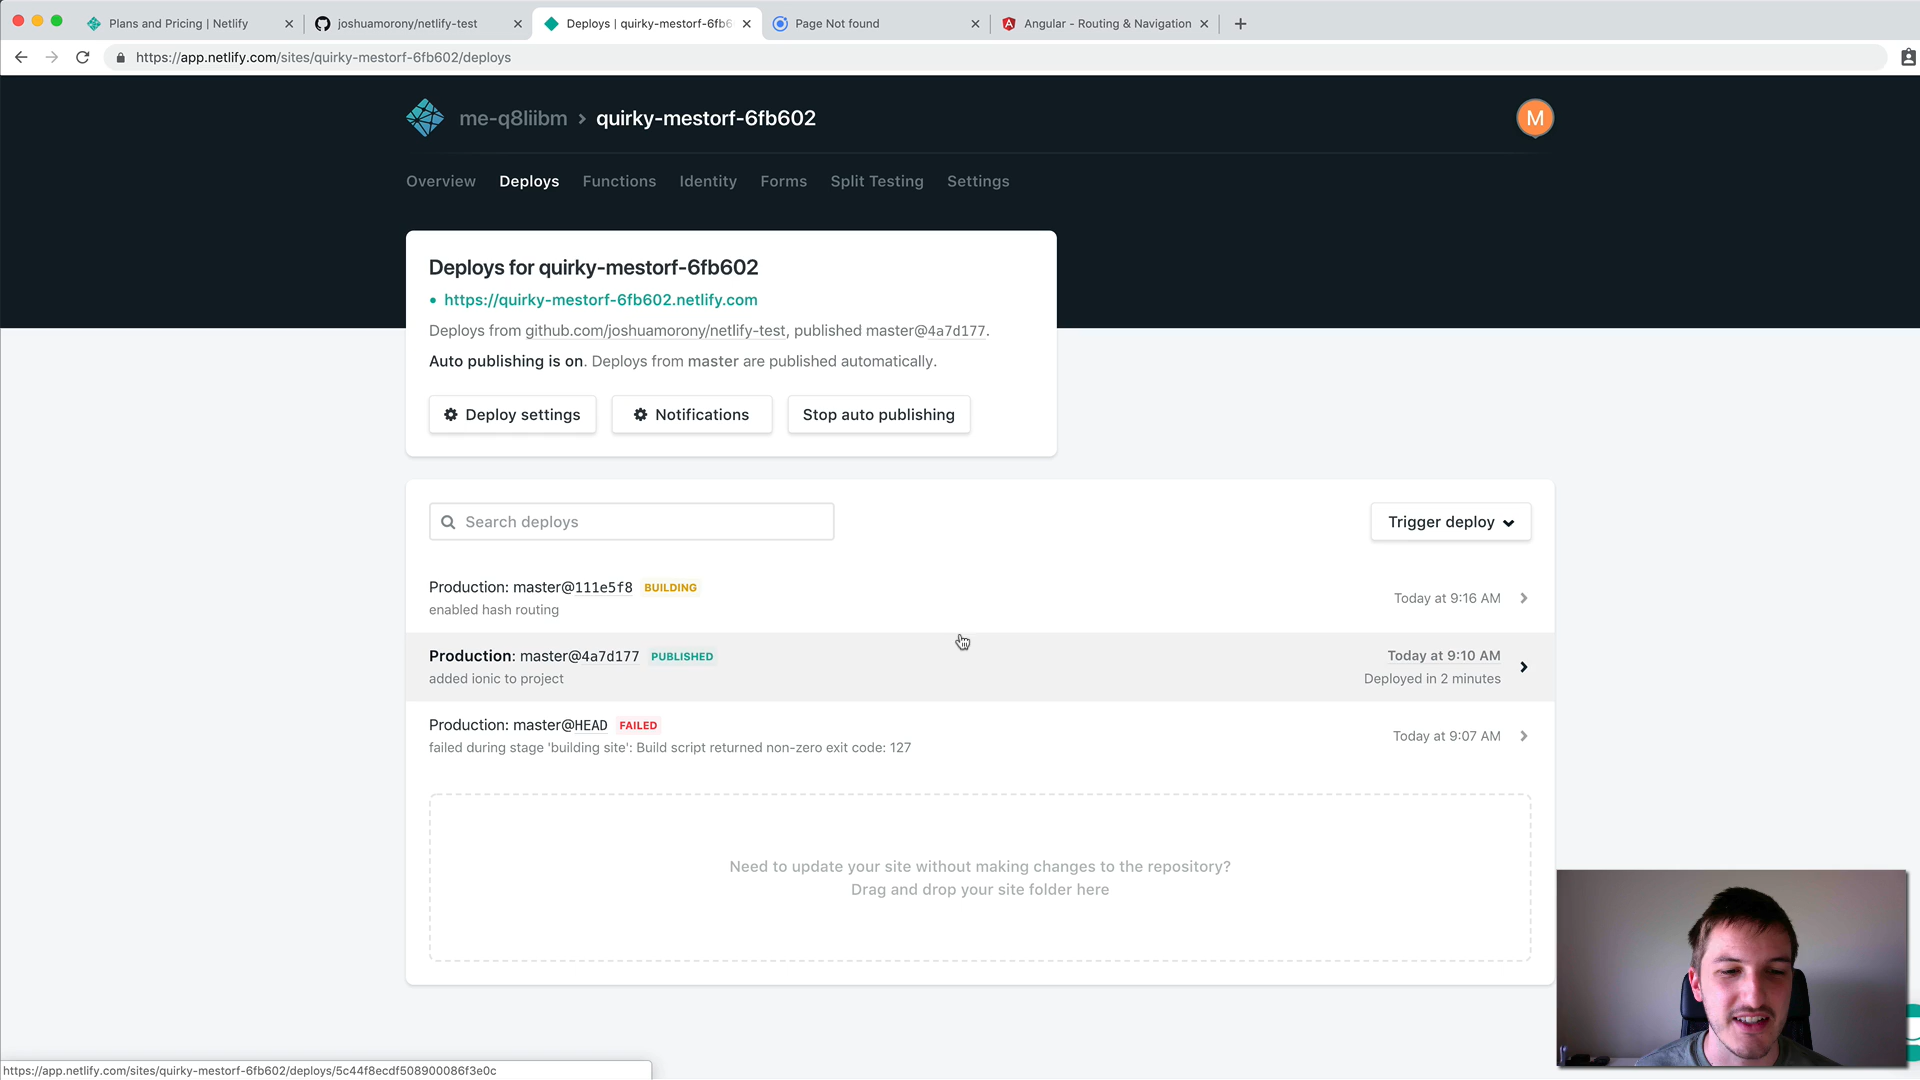 Plans and Pricing | Netlify
joshuamorony/netlify-test
Deploys | quirky-mestorf-6fb6
Page Not found
Angular - Routing & Navigation
https://app.netlify.com/sites/quirky-mestorf-6fb602/deploys
me-q8liibm > quirky-mestorf-6fb602
M
Overview Deploys Functions Identity Forms Split Testing Settings
Deploys for quirky-mestorf-6fb602
• https://quirky-mestorf-6fb602.netlify.com
Deploys from github.com/joshuamorony/netlify-test, published master@4a7d177.
Auto publishing is on. Deploys from master are published automatically.
Deploy settings
Notifications
Stop auto publishing
Search deploys
Trigger deploy
Production: master@111e5f8 BUILDING
enabled hash routing
Today at 9:16 AM
Production: master@4a7d177 PUBLISHED
added ionic to project
Today at 9:10 AM
Deployed in 2 minutes
Production: master@HEAD FAILED
failed during stage 'building site': Build script returned non-zero exit code: 127
Today at 9:07 AM
Need to update your site without making changes to the repository?
Drag and drop your site folder here
https://app.netlify.com/sites/quirky-mestorf-6fb602/deploys/5c44f8ecdf508900086f3e0c